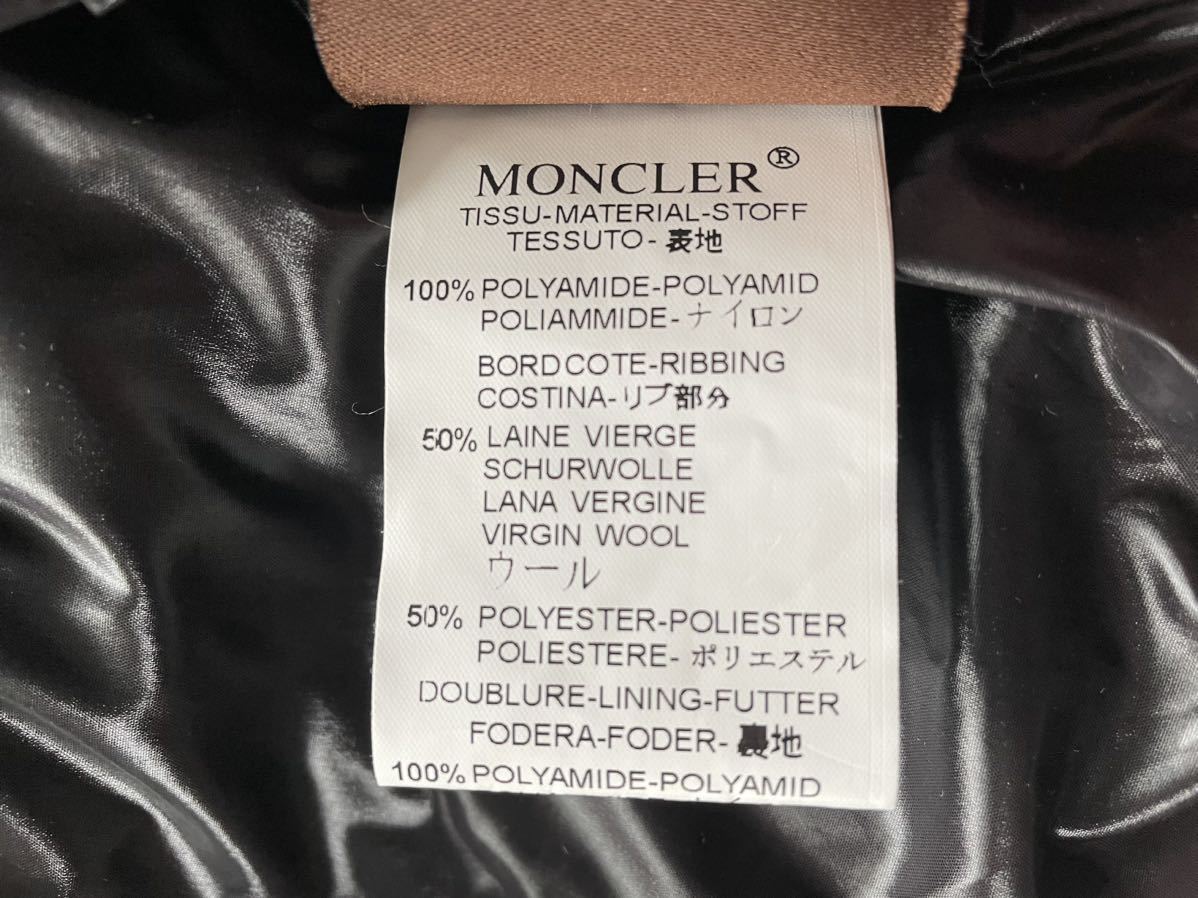 MONCLER®
TISSU-MATERIAL-STOFF
TESSUTO-表地
100% POLYAMIDE-POLYAMID
POLIAMMIDE-ナイロン
BORD COTE-RIBBING
COSTINA-リブ部分
50% LAINE VIERGE
SCHURWOLLE
LANA VERGINE
VIRGIN WOOL
ウール
50% POLYESTER-POLIESTER
POLIESTERE-ポリエステル
DOUBLURE-LINING-FUTTER
FODERA-FODER-裏地
100% POLYAMIDE-POLYAMID